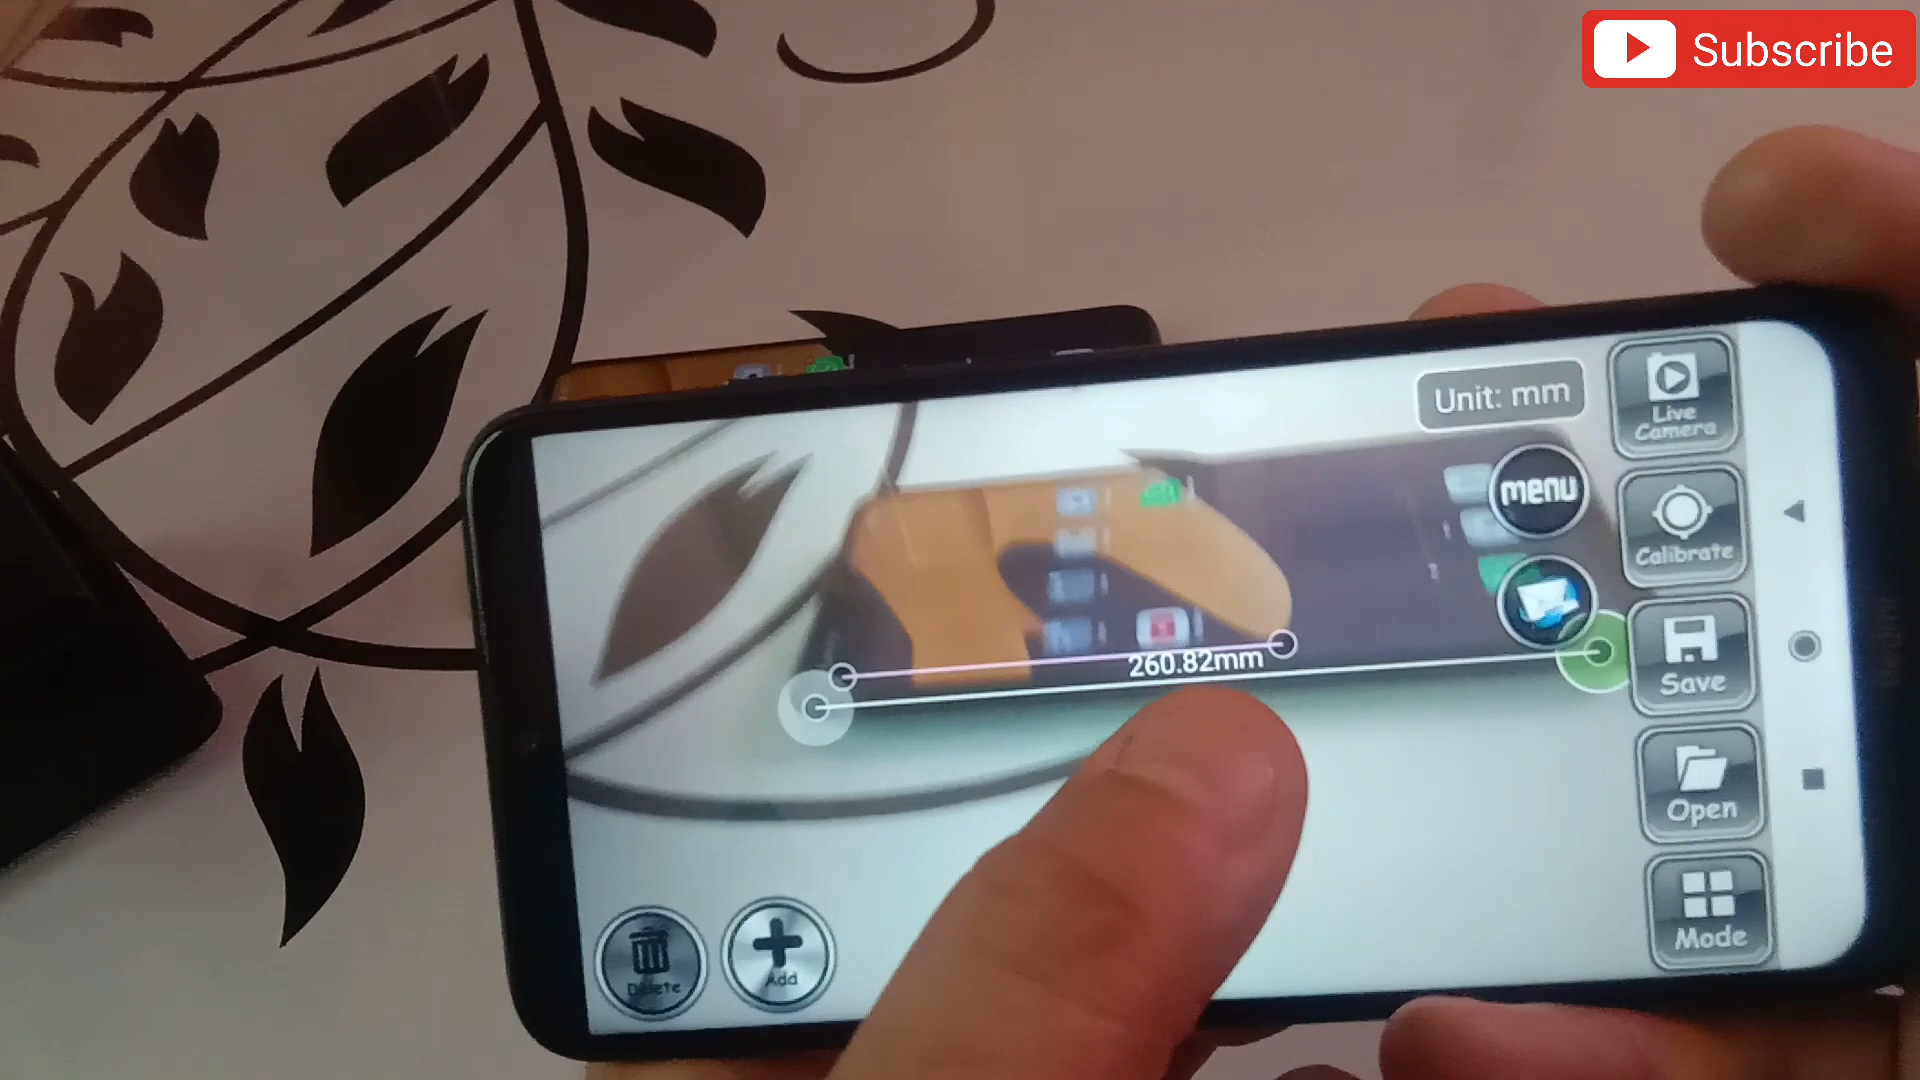 Subscribe
Unit: mm
Live
Camera
menu
Calibrate
260.82mm
Save
Open
Mode
Delete
Add